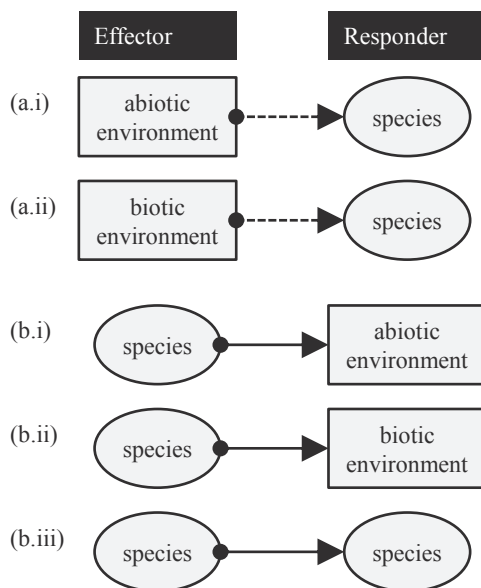 Effector Responder
(a.i) abiotic environment species
(a.ii) biotic environment species
(b.i) species abiotic environment
(b.ii) species biotic environment
(b.iii) species species